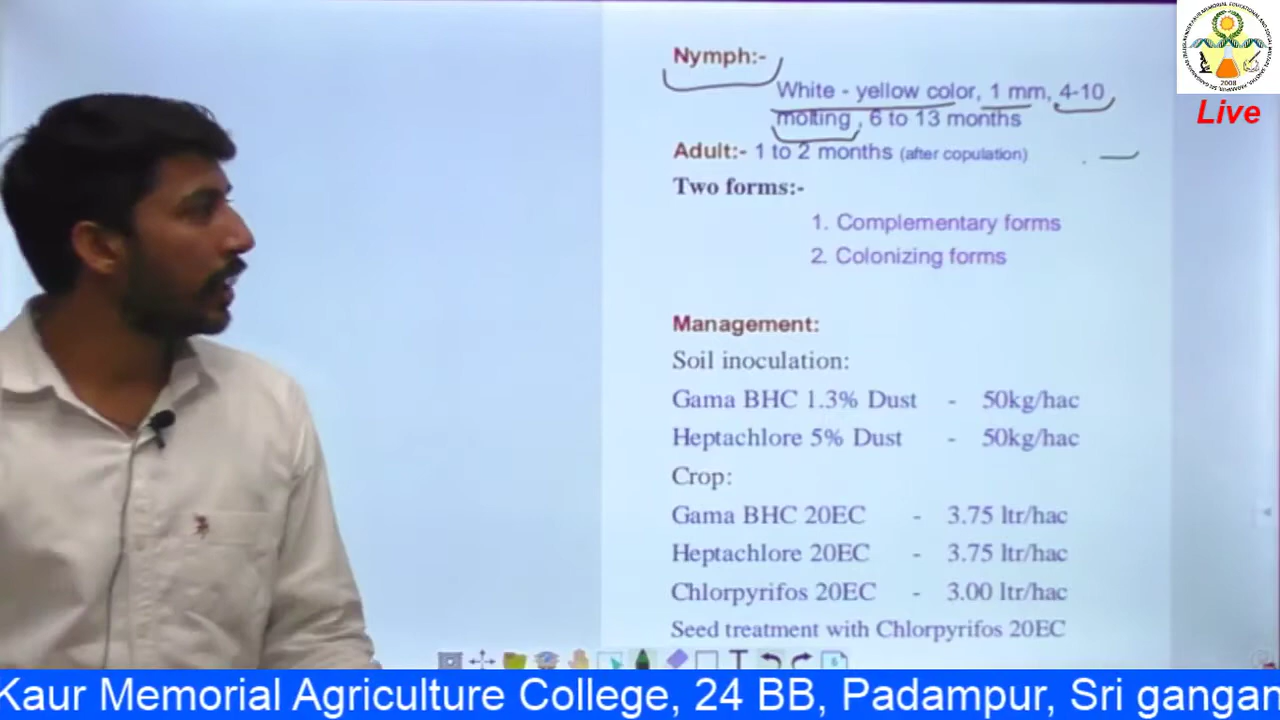 Nymph:-
White - yellow color, 1 mm, 4-10
molting , 6 to 13 months
Adult:- 1 to 2 months (after copulation)
Two forms:-
1. Complementary forms
2. Colonizing forms
Management:
Soil inoculation:
Gama BHC 1.3% Dust - 50kg/hac
Heptachlore 5% Dust - 50kg/hac
Crop:
Gama BHC 20EC - 3.75 ltr/hac
Heptachlore 20EC - 3.75 ltr/hac
Chlorpyrifos 20EC - 3.00 ltr/hac
Seed treatment with Chlorpyrifos 20EC
2008
Live
Kaur Memorial Agriculture College, 24 BB, Padampur, Sri gangan